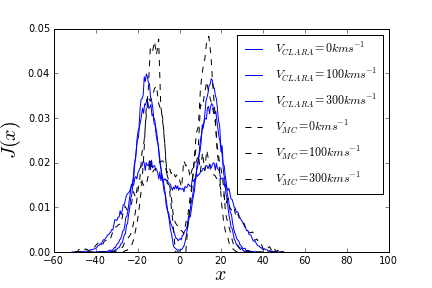 0.05
0.04
0.03
0.02
0.01
0.00
J(x)
−60 −40 −20 0 20 40 60 80 100
x
V_CLARA = 0kms⁻¹
V_CLARA = 100kms⁻¹
V_CLARA = 300kms⁻¹
V_MC = 0kms⁻¹
V_MC = 100kms⁻¹
V_MC = 300kms⁻¹